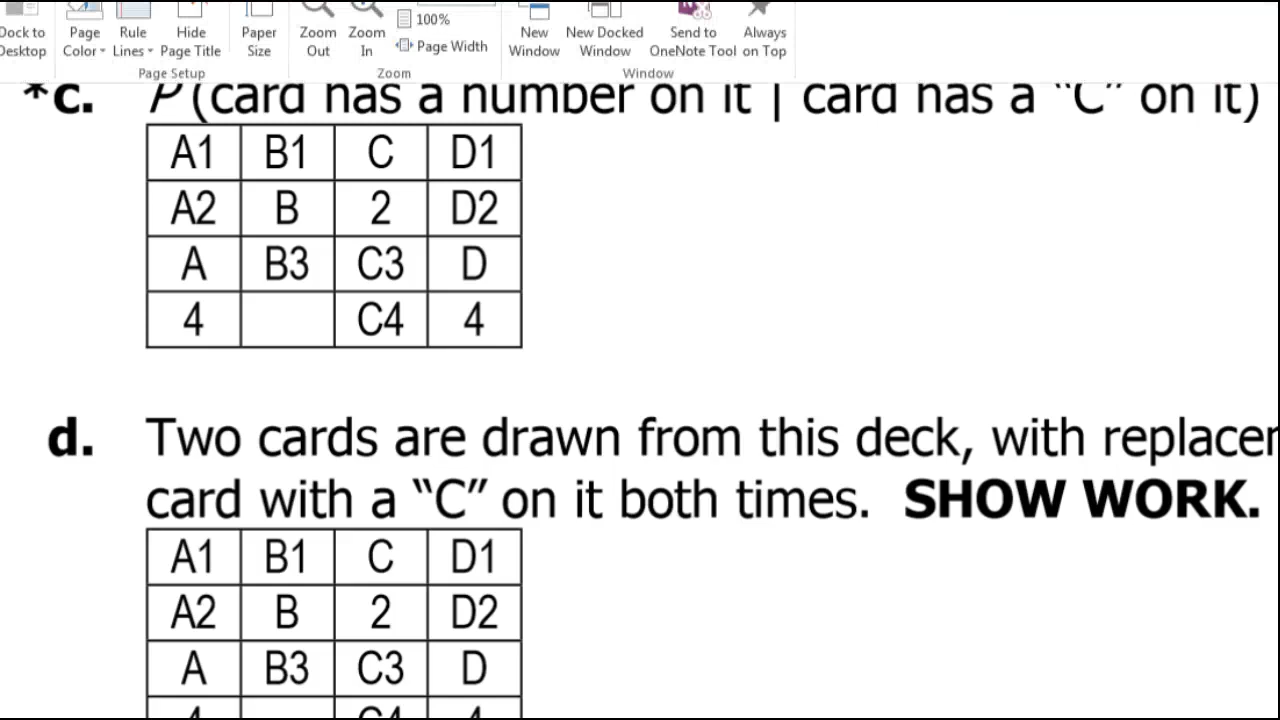 Dock to Desktop
Page Color
Rule Lines
Hide Page Title
Paper Size
Zoom Out
Zoom In
100%
Page Width
New Window
New Docked Window
Send to OneNote Tool
Always on Top
Page Setup
Zoom
Window
*c. P(card has a number on it | card has a "C" on it)
A1 B1 C D1
A2 B 2 D2
A B3 C3 D
4 C4 4
d. Two cards are drawn from this deck, with replacer
card with a "C" on it both times. SHOW WORK.
A1 B1 C D1
A2 B 2 D2
A B3 C3 D
4 C4 4